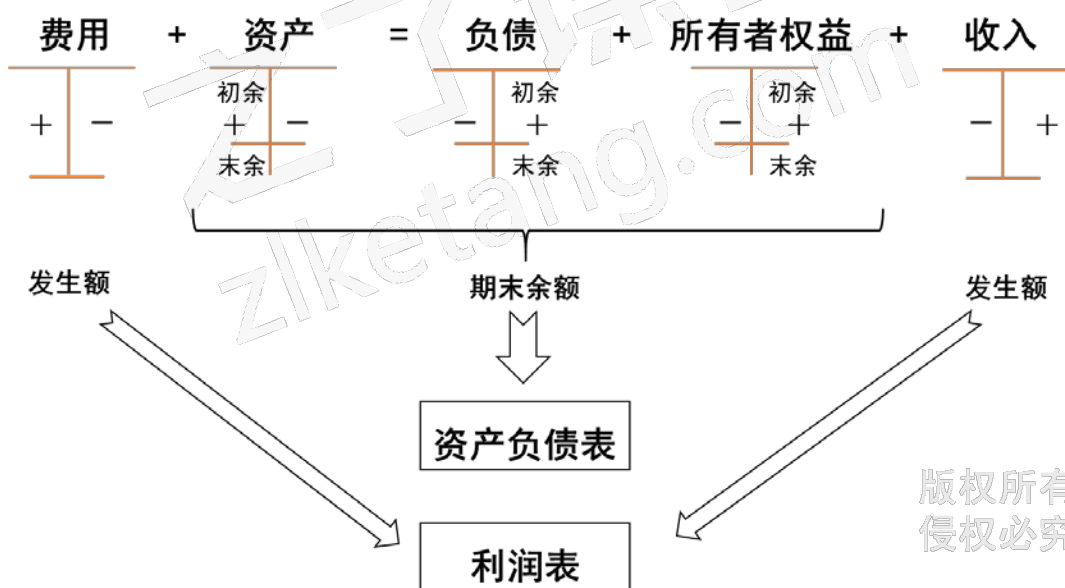 费用 + 资产 = 负债 + 所有者权益 + 收入
初余 初余 初余
+ − + − − + − + − +
末余 末余 末余
发生额 期末余额 发生额
资产负债表
利润表
zlketang.com
版权所有
侵权必究